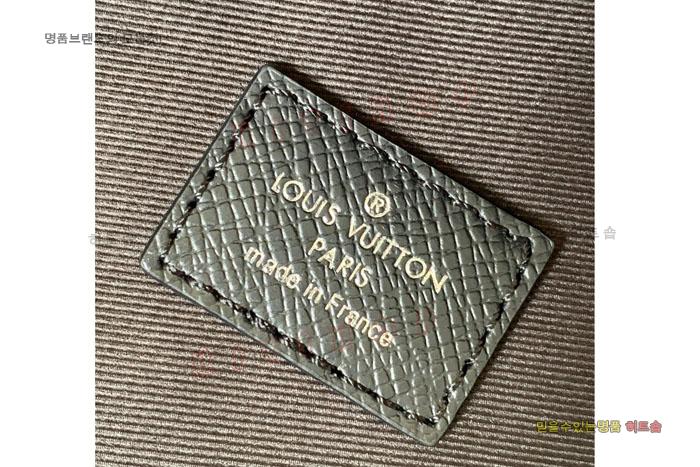 명품브랜드의
®
LOUIS VUITTON
PARIS
made in France
믿을수있는명품 히트숍